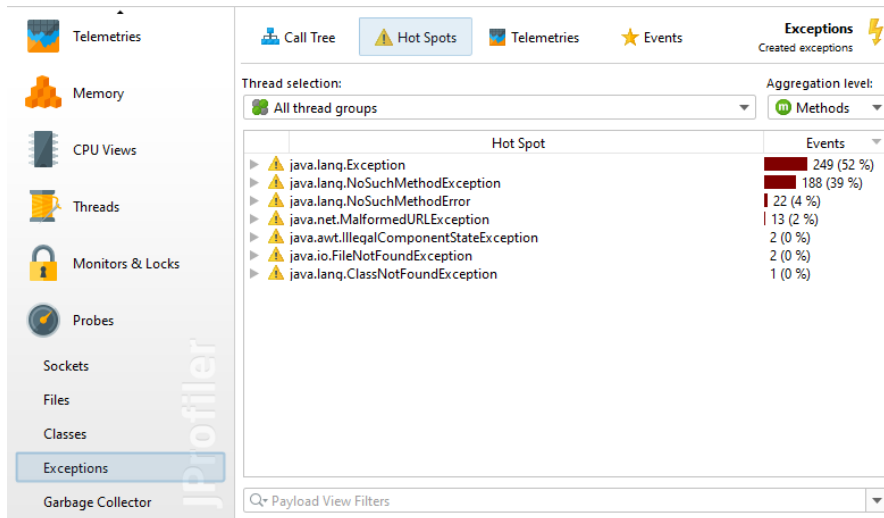 Telemetries
Memory
CPU Views
Threads
Monitors & Locks
Probes
Sockets
Files
Classes
Exceptions
Garbage Collector
JProfiler
Call Tree
Hot Spots
Telemetries
Events
Exceptions
Created exceptions
Thread selection:
Aggregation level:
All thread groups
m Methods
Hot Spot Events
java.lang.Exception 249 (52 %)
java.lang.NoSuchMethodException 188 (39 %)
java.lang.NoSuchMethodError 22 (4 %)
java.net.MalformedURLException 13 (2 %)
java.awt.IllegalComponentStateException 2 (0 %)
java.io.FileNotFoundException 2 (0 %)
java.lang.ClassNotFoundException 1 (0 %)
Payload View Filters